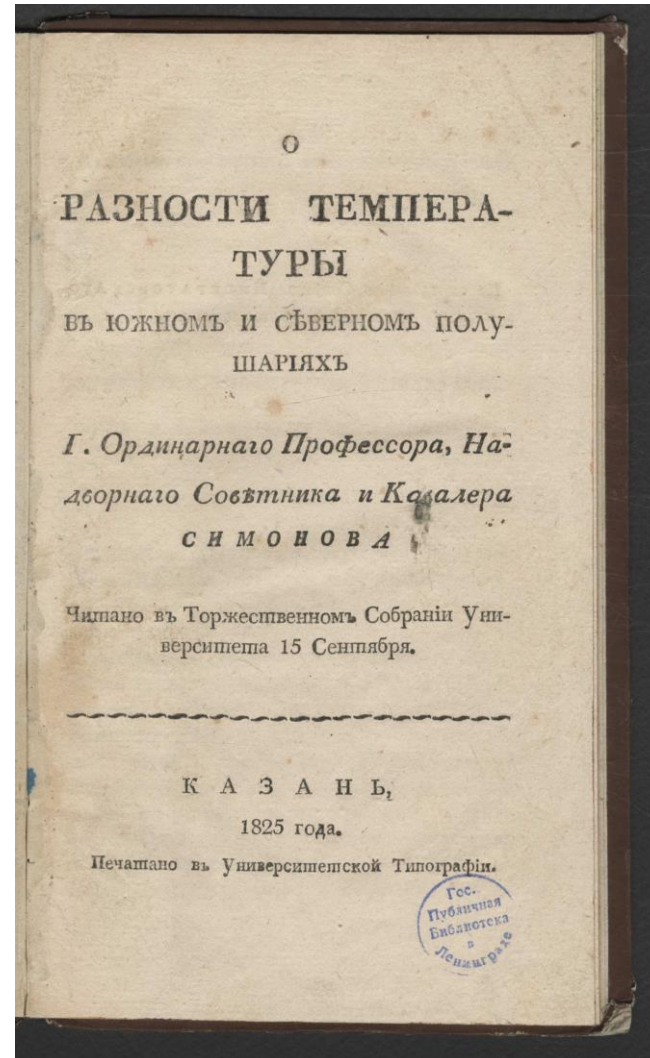 О
РАЗНОСТИ ТЕМПЕРА-
ТУРЫ
ВЪ ЮЖНОМЪ И СѢВЕРНОМЪ ПОЛУ-
ШАРІЯХЪ
Г. Ординарнаго Профессора, На-
дворнаго Совѣтника и Кавалера
СИМОНОВА
Читано въ Торжественномъ Собраніи Уни-
верситета 15 Сентября.
КАЗАНЬ,
1825 года.
Печатано въ Университетской Типографіи.
Гос.
Публичная
Библиотека
в
Ленинграде